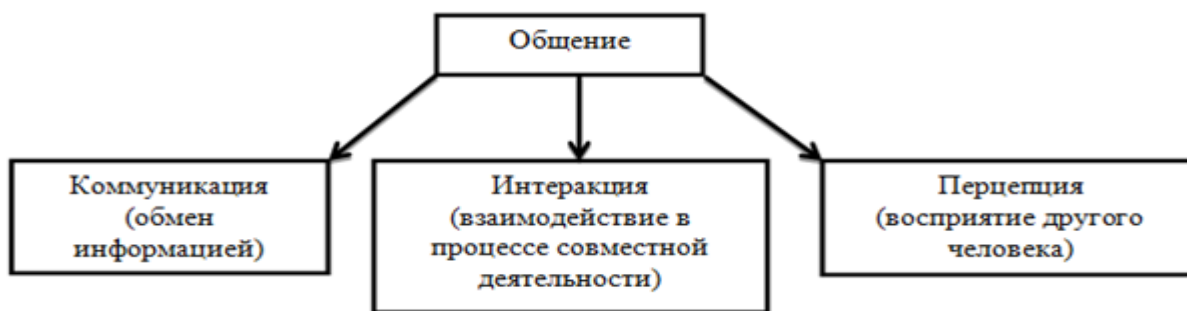 Общение
Коммуникация
(обмен
информацией)
Интеракция
(взаимодействие в
процессе совместной
деятельности)
Перцепция
(восприятие другого
человека)